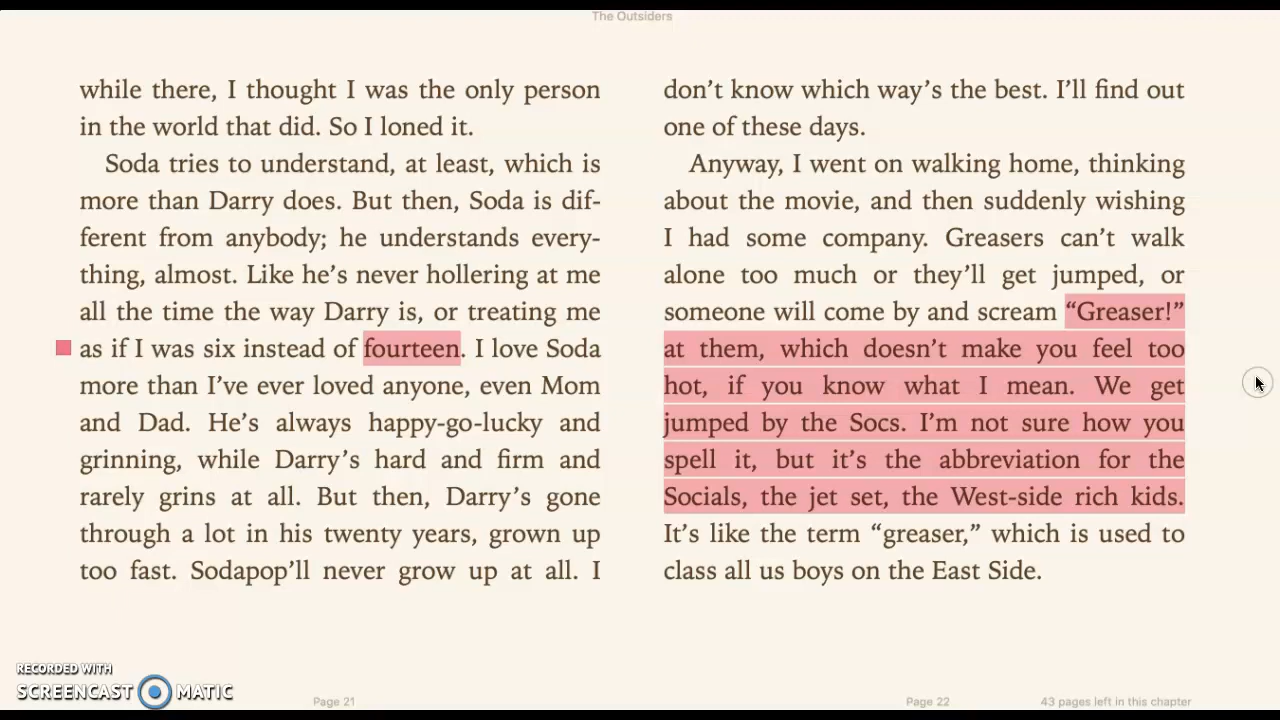 The Outsiders
while there, I thought I was the only person
in the world that did. So I loned it.
Soda tries to understand, at least, which is
more than Darry does. But then, Soda is dif-
ferent from anybody; he understands every-
thing, almost. Like he’s never hollering at me
all the time the way Darry is, or treating me
as if I was six instead of fourteen. I love Soda
more than I’ve ever loved anyone, even Mom
and Dad. He’s always happy-go-lucky and
grinning, while Darry’s hard and firm and
rarely grins at all. But then, Darry’s gone
through a lot in his twenty years, grown up
too fast. Sodapop’ll never grow up at all. I
don’t know which way’s the best. I’ll find out
one of these days.
Anyway, I went on walking home, thinking
about the movie, and then suddenly wishing
I had some company. Greasers can’t walk
alone too much or they’ll get jumped, or
someone will come by and scream “Greaser!”
at them, which doesn’t make you feel too
hot, if you know what I mean. We get
jumped by the Socs. I’m not sure how you
spell it, but it’s the abbreviation for the
Socials, the jet set, the West-side rich kids.
It’s like the term “greaser,” which is used to
class all us boys on the East Side.
RECORDED WITH
SCREENCAST MATIC
Page 21
Page 22
43 pages left in this chapter